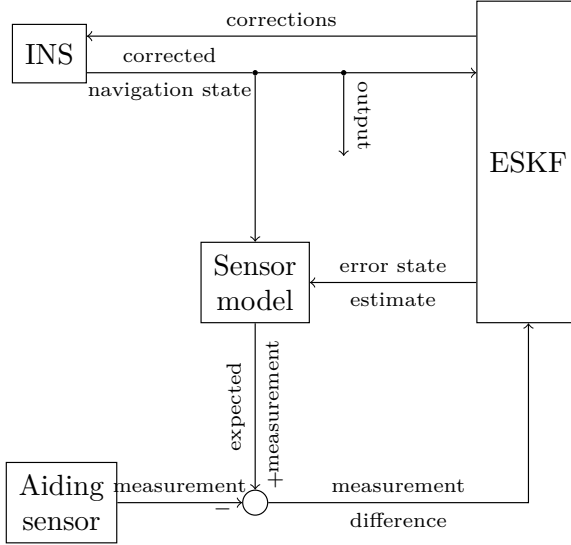 corrections
INS
corrected
navigation state
output
ESKF
Sensor
model
error state
estimate
expected
+measurement
Aiding
sensor
measurement
−
measurement
difference